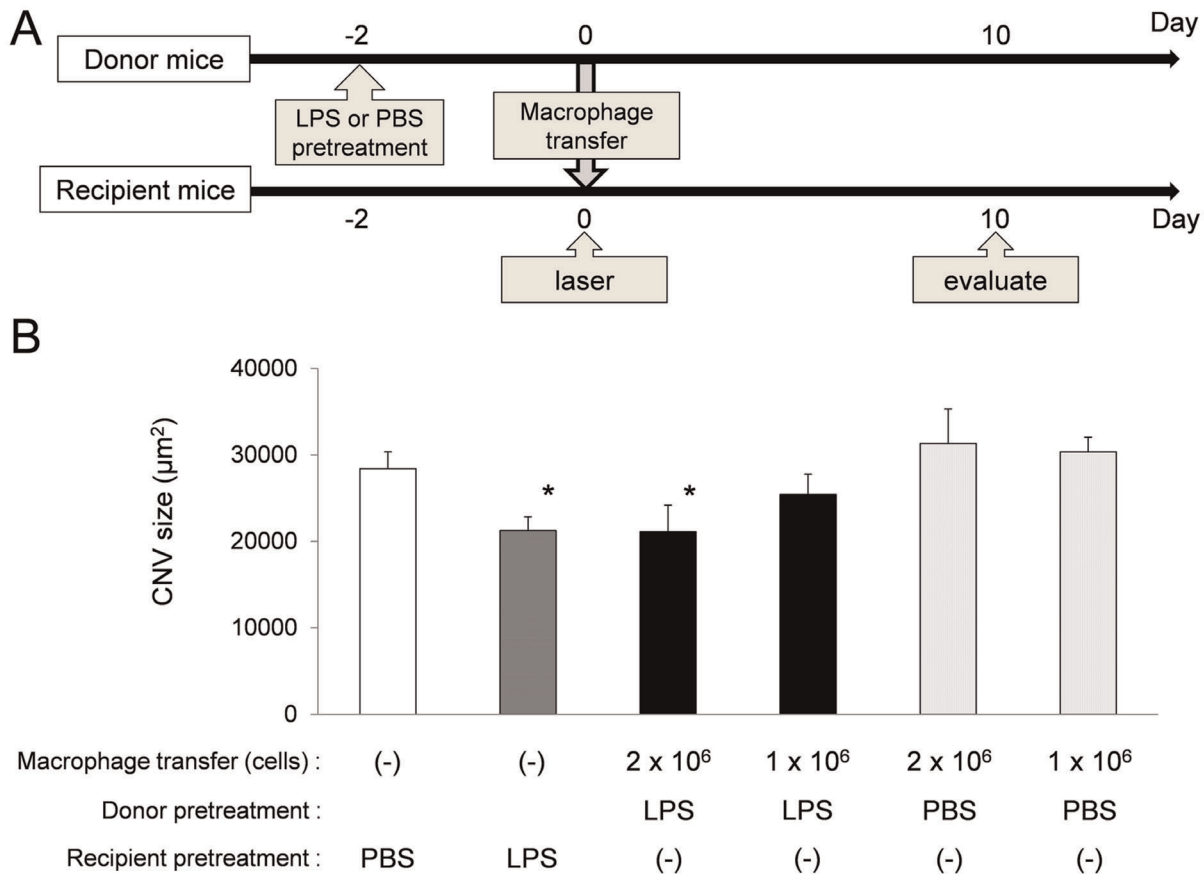 A
-2 0 10 Day
Donor mice
LPS or PBS
pretreatment
Macrophage
transfer
Recipient mice
-2 0 10 Day
laser
evaluate
B
CNV size (µm²)
40000
30000
20000
10000
0
* *
Macrophage transfer (cells) : (-) (-) 2 x 10⁶ 1 x 10⁶ 2 x 10⁶ 1 x 10⁶
Donor pretreatment : LPS LPS PBS PBS
Recipient pretreatment : PBS LPS (-) (-) (-) (-)